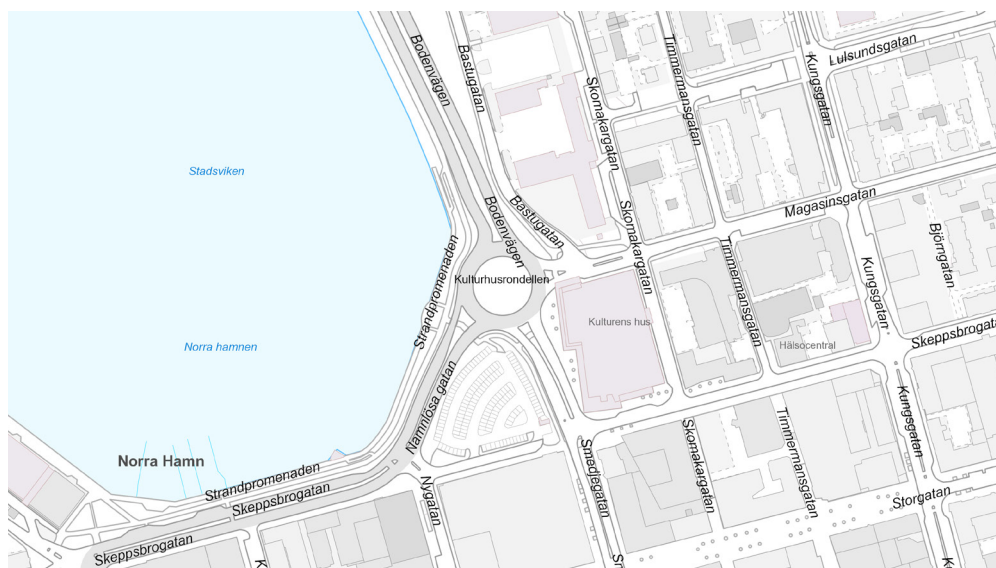 Bodenvägen
Bastugatan
Timmermansgatan
Kungsgatan
Lulsundsgatan
Skomakargatan
Stadsviken
Magasinsgatan
Bastugatan
Bodenvägen
Skomakargatan
Björngatan
Strandpromenaden
Timmermansgatan
Kungsgatan
Kulturhusrondellen
Kulturens hus
Hälsocentral
Skeppsbrogatan
Norra hamnen
Namnlösa gatan
Kungsgatan
Norra Hamn
Strandpromenaden
Skeppsbrogatan
Nygatan
Smedjegatan
Skomakargatan
Timmermansgatan
Storgatan
Skeppsbrogatan